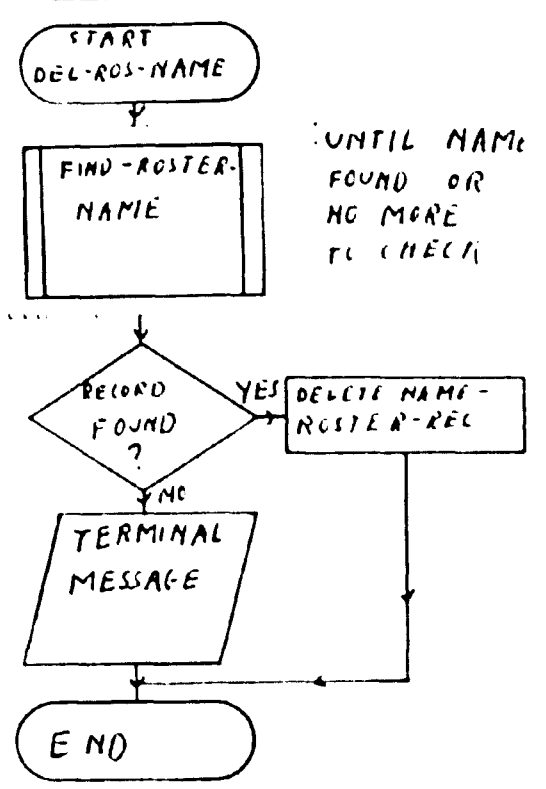 START
DEL-ROS-NAME
FIND-ROSTER-
NAME
UNTIL NAME
FOUND OR
NO MORE
TO CHECK
RECORD
FOUND
?
YES
DELETE NAME-
ROSTER-REC
NO
TERMINAL
MESSAGE
END